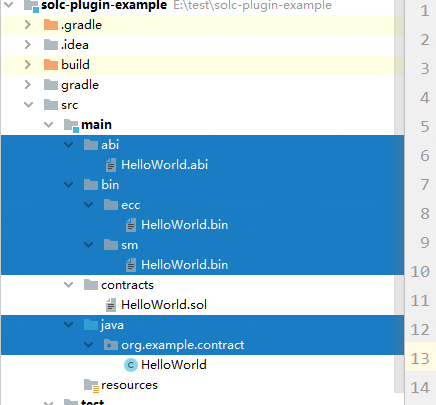 solc-plugin-example E:\test\solc-plugin-example
.gradle
.idea
build
gradle
src
main
abi
HelloWorld.abi
bin
ecc
HelloWorld.bin
sm
HelloWorld.bin
contracts
HelloWorld.sol
java
org.example.contract
C HelloWorld
resources
test
1
2
3
4
5
6
7
8
9
10
11
12
13
14